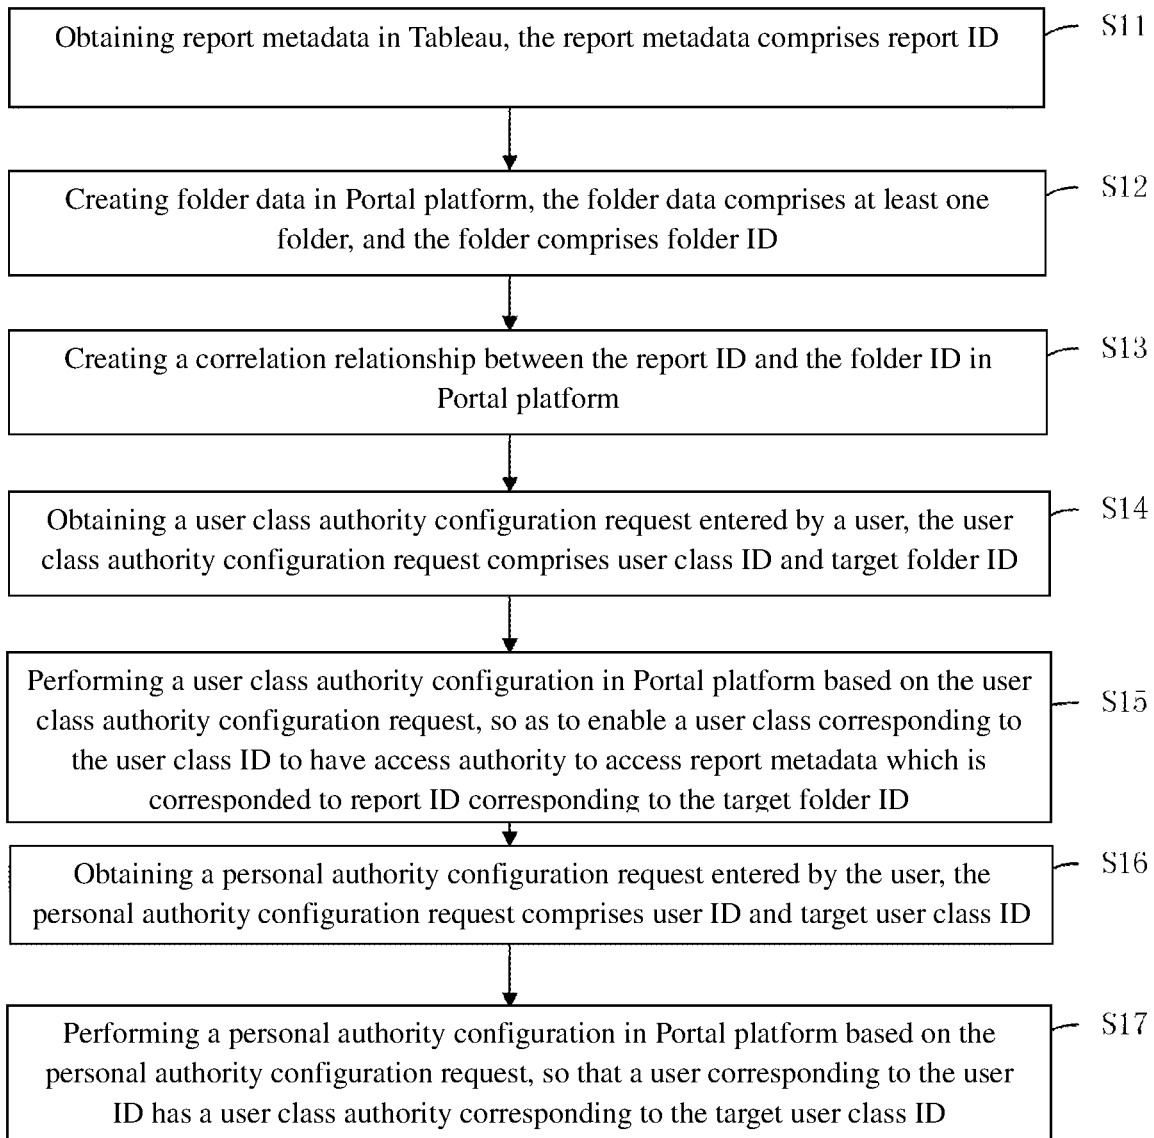 Obtaining report metadata in Tableau, the report metadata comprises report ID
S11
Creating folder data in Portal platform, the folder data comprises at least one
folder, and the folder comprises folder ID
S12
Creating a correlation relationship between the report ID and the folder ID in
Portal platform
S13
Obtaining a user class authority configuration request entered by a user, the user
class authority configuration request comprises user class ID and target folder ID
S14
Performing a user class authority configuration in Portal platform based on the user
class authority configuration request, so as to enable a user class corresponding to
the user class ID to have access authority to access report metadata which is
corresponded to report ID corresponding to the target folder ID
S15
Obtaining a personal authority configuration request entered by the user, the
personal authority configuration request comprises user ID and target user class ID
S16
Performing a personal authority configuration in Portal platform based on the
personal authority configuration request, so that a user corresponding to the user
ID has a user class authority corresponding to the target user class ID
S17